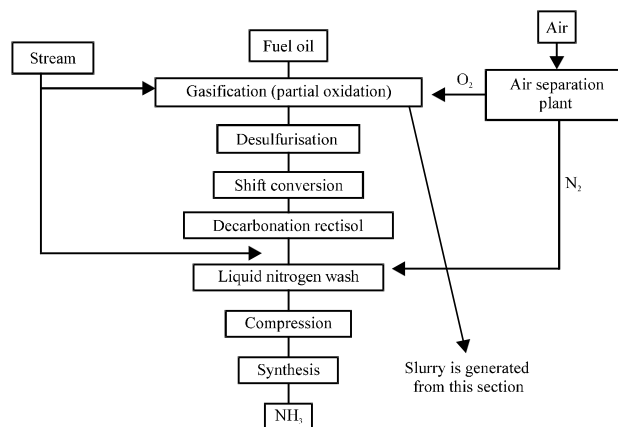 Air
Fuel oil
Stream
O₂
Gasification (partial oxidation)
Air separation
plant
Desulfurisation
N₂
Shift conversion
Decarbonation rectisol
Liquid nitrogen wash
Compression
Synthesis
Slurry is generated
from this section
NH₃